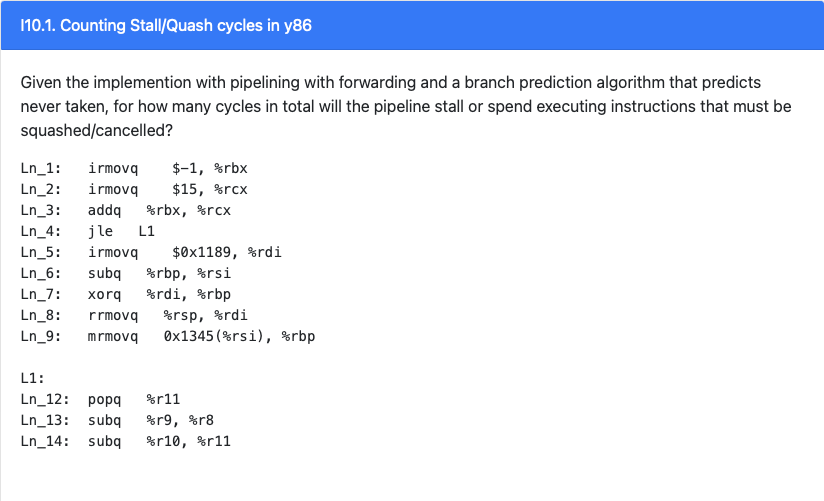 I10.1. Counting Stall/Quash cycles in y86
Given the implemention with pipelining with forwarding and a branch prediction algorithm that predicts
never taken, for how many cycles in total will the pipeline stall or spend executing instructions that must be
squashed/cancelled?
Ln_1:   irmovq    $-1, %rbx
Ln_2:   irmovq    $15, %rcx
Ln_3:   addq   %rbx, %rcx
Ln_4:   jle   L1
Ln_5:   irmovq    $0x1189, %rdi
Ln_6:   subq   %rbp, %rsi
Ln_7:   xorq   %rdi, %rbp
Ln_8:   rrmovq   %rsp, %rdi
Ln_9:   mrmovq   0x1345(%rsi), %rbp
L1:
Ln_12:  popq   %r11
Ln_13:  subq   %r9, %r8
Ln_14:  subq   %r10, %r11